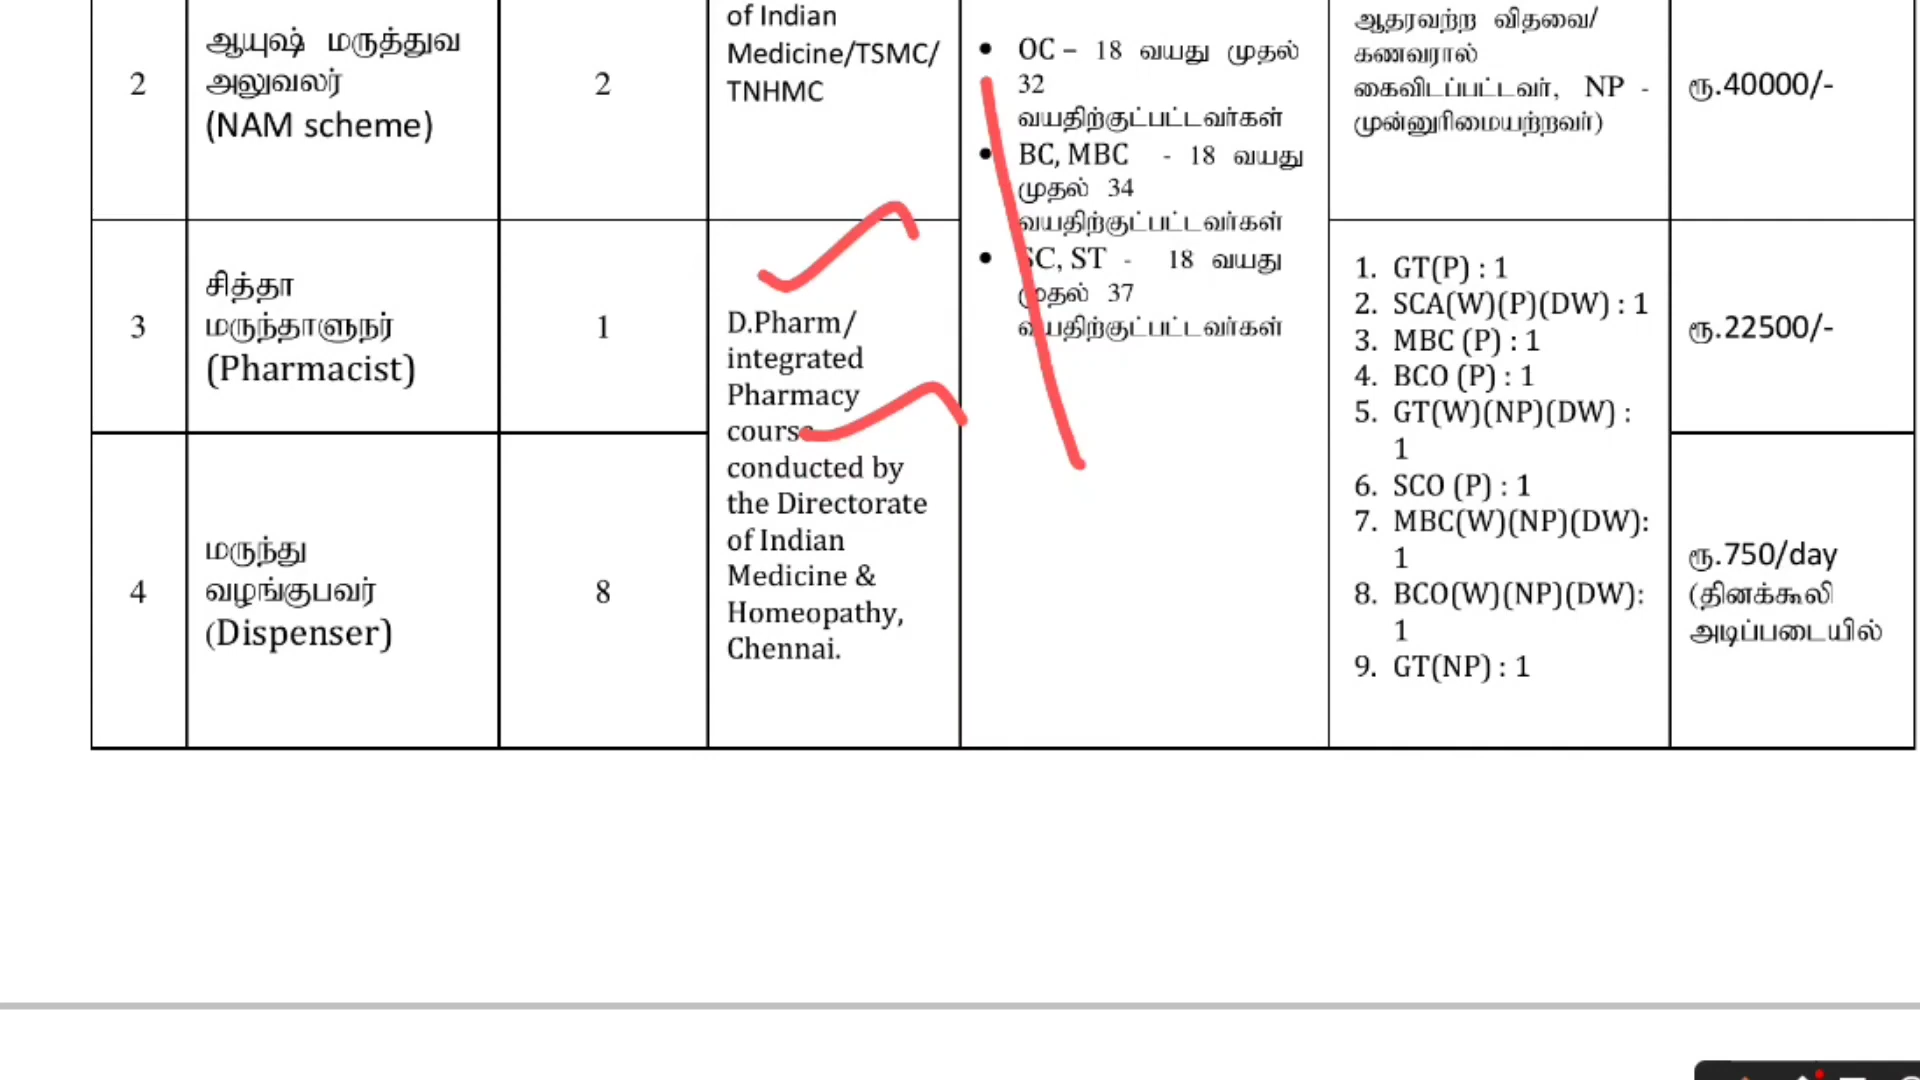 2
ஆயுஷ் மருத்துவ
அலுவலர்
(NAM scheme)
2
of Indian
Medicine/TSMC/
TNHMC
• OC – 18 வயது முதல்
32
வயதிற்குட்பட்டவர்கள்
• BC, MBC - 18 வயது
முதல் 34
வயதிற்குட்பட்டவர்கள்
• SC, ST - 18 வயது
முதல் 37
வயதிற்குட்பட்டவர்கள்
ஆதரவற்ற விதவை/
கணவரால்
கைவிடப்பட்டவர், NP -
முன்னுரிமையற்றவர்)
ரூ.40000/-
3
சித்தா
மருந்தாளுநர்
(Pharmacist)
1
D.Pharm/
integrated
Pharmacy
course
conducted by
the Directorate
of Indian
Medicine &
Homeopathy,
Chennai.
1. GT(P) : 1
2. SCA(W)(P)(DW) : 1
3. MBC (P) : 1
4. BCO (P) : 1
5. GT(W)(NP)(DW) :
1
6. SCO (P) : 1
7. MBC(W)(NP)(DW):
1
8. BCO(W)(NP)(DW):
1
9. GT(NP) : 1
ரூ.22500/-
4
மருந்து
வழங்குபவர்
(Dispenser)
8
ரூ.750/day
(தினக்கூலி
அடிப்படையில்